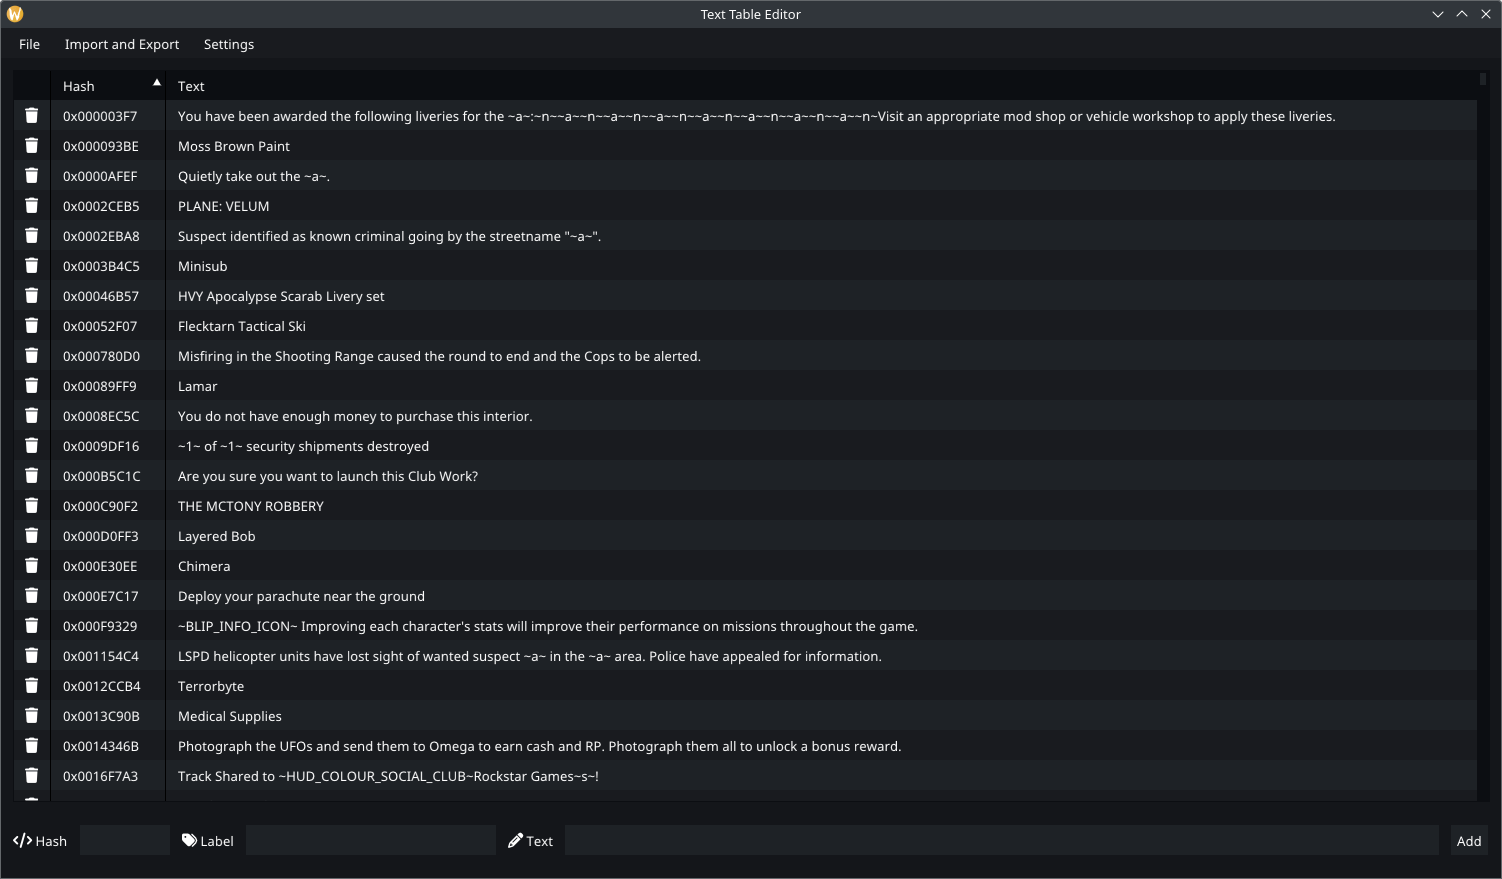 W
Text Table Editor
File Import and Export Settings
Hash Text
0x000003F7 You have been awarded the following liveries for the ~a~:~n~~a~~n~~a~~n~~a~~n~~a~~n~~a~~n~~a~~n~~a~~n~Visit an appropriate mod shop or vehicle workshop to apply these liveries.
0x000093BE Moss Brown Paint
0x0000AFEF Quietly take out the ~a~.
0x0002CEB5 PLANE: VELUM
0x0002EBA8 Suspect identified as known criminal going by the streetname "~a~".
0x0003B4C5 Minisub
0x00046B57 HVY Apocalypse Scarab Livery set
0x00052F07 Flecktarn Tactical Ski
0x000780D0 Misfiring in the Shooting Range caused the round to end and the Cops to be alerted.
0x00089FF9 Lamar
0x0008EC5C You do not have enough money to purchase this interior.
0x0009DF16 ~1~ of ~1~ security shipments destroyed
0x000B5C1C Are you sure you want to launch this Club Work?
0x000C90F2 THE MCTONY ROBBERY
0x000D0FF3 Layered Bob
0x000E30EE Chimera
0x000E7C17 Deploy your parachute near the ground
0x000F9329 ~BLIP_INFO_ICON~ Improving each character's stats will improve their performance on missions throughout the game.
0x001154C4 LSPD helicopter units have lost sight of wanted suspect ~a~ in the ~a~ area. Police have appealed for information.
0x0012CCB4 Terrorbyte
0x0013C90B Medical Supplies
0x0014346B Photograph the UFOs and send them to Omega to earn cash and RP. Photograph them all to unlock a bonus reward.
0x0016F7A3 Track Shared to ~HUD_COLOUR_SOCIAL_CLUB~Rockstar Games~s~!
Hash Label Text Add